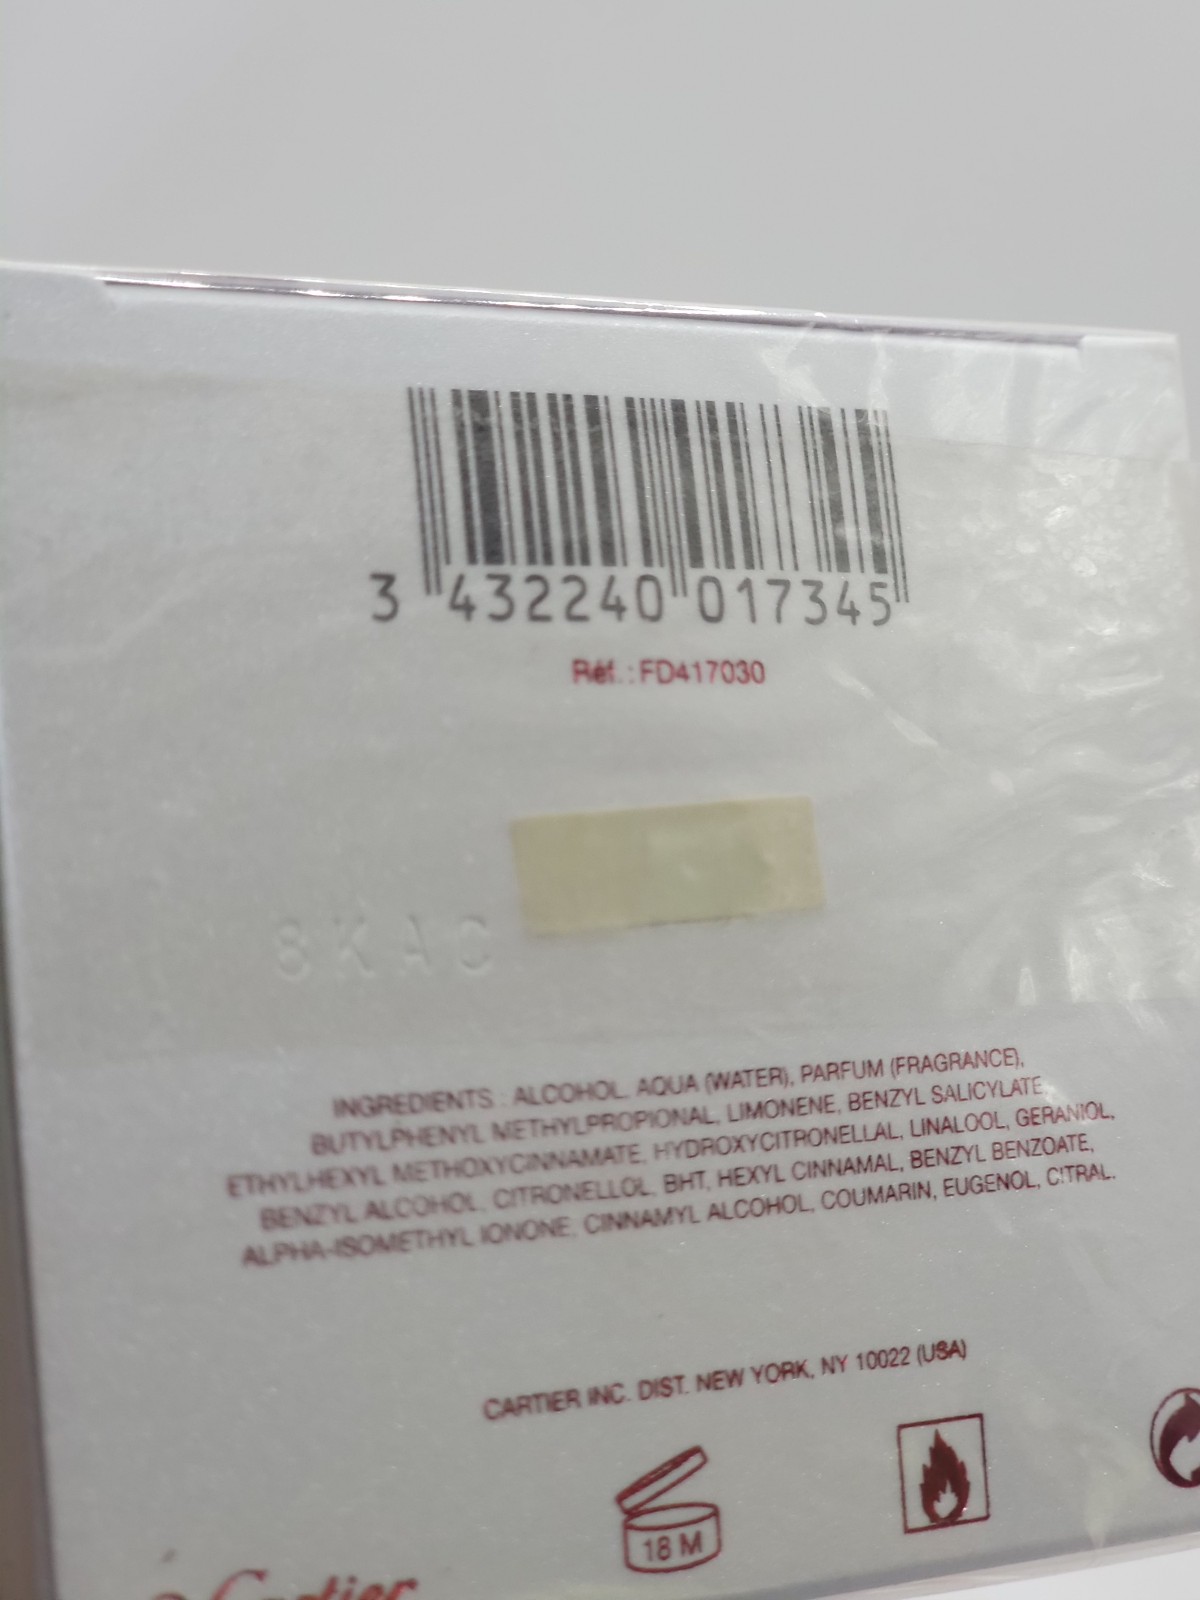 3 432240 017345
Réf. : FD417030
8KAC
INGREDIENTS : ALCOHOL. AQUA (WATER), PARFUM (FRAGRANCE),
BUTYLPHENYL METHYLPROPIONAL, LIMONENE, BENZYL SALICYLATE,
ETHYLHEXYL METHOXYCINNAMATE, HYDROXYCITRONELLAL, LINALOOL, GERANIOL,
BENZYL ALCOHOL, CITRONELLOL, BHT, HEXYL CINNAMAL, BENZYL BENZOATE,
ALPHA-ISOMETHYL IONONE, CINNAMYL ALCOHOL, COUMARIN, EUGENOL, CITRAL.
CARTIER INC. DIST. NEW YORK, NY 10022 (USA)
18 M
Cartier